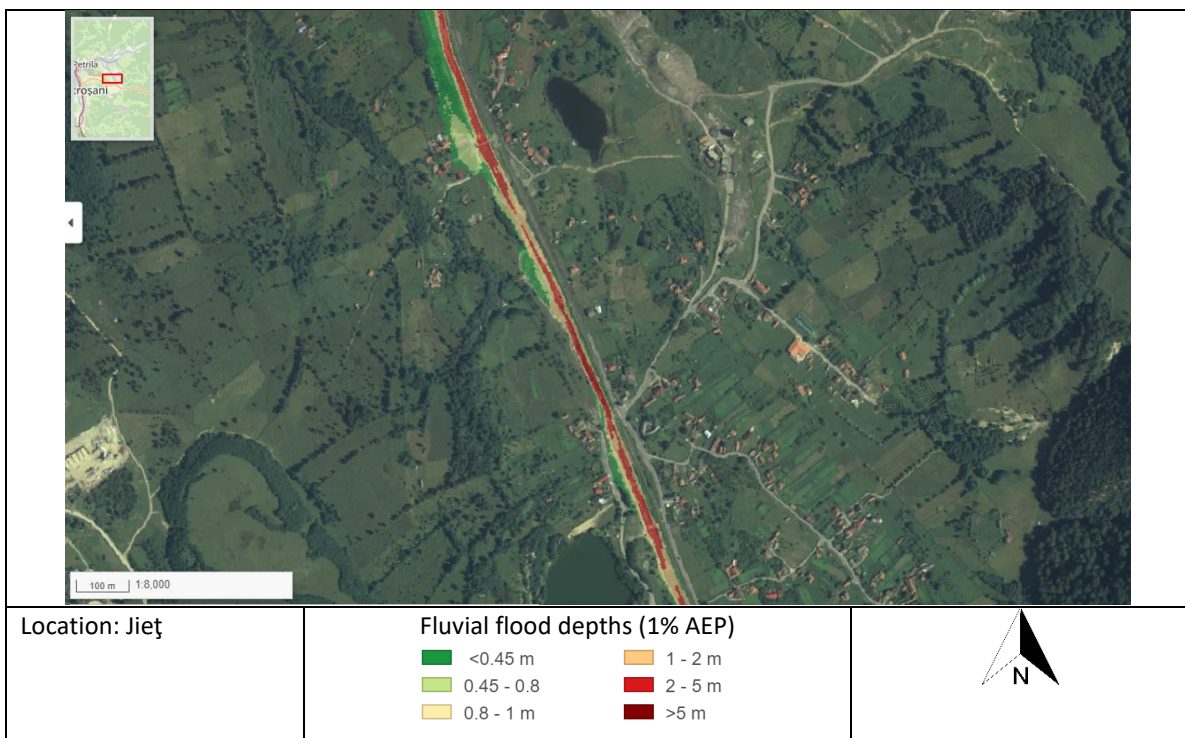 Petrila
troșani
100 m
1:8,000
Location: Jieţ
Fluvial flood depths (1% AEP)
<0.45 m
1 - 2 m
0.45 - 0.8
2 - 5 m
0.8 - 1 m
>5 m
N